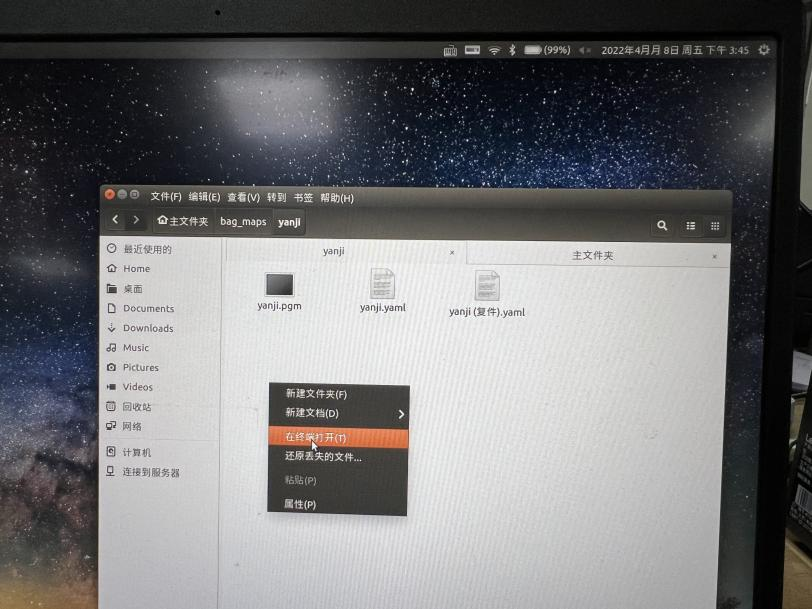 (99%) 2022年4月月 8日 周五 下午 3:45
文件(F) 编辑(E) 查看(V) 转到 书签 帮助(H)
主文件夹 bag_maps yanji
yanji × 主文件夹 ×
最近使用的
Home
桌面
Documents
Downloads
Music
Pictures
Videos
回收站
网络
计算机
连接到服务器
yanji.pgm yanji.yaml yanji (复件).yaml
新建文件夹(F)
新建文档(D)
在终端打开(T)
还原丢失的文件...
粘贴(P)
属性(P)